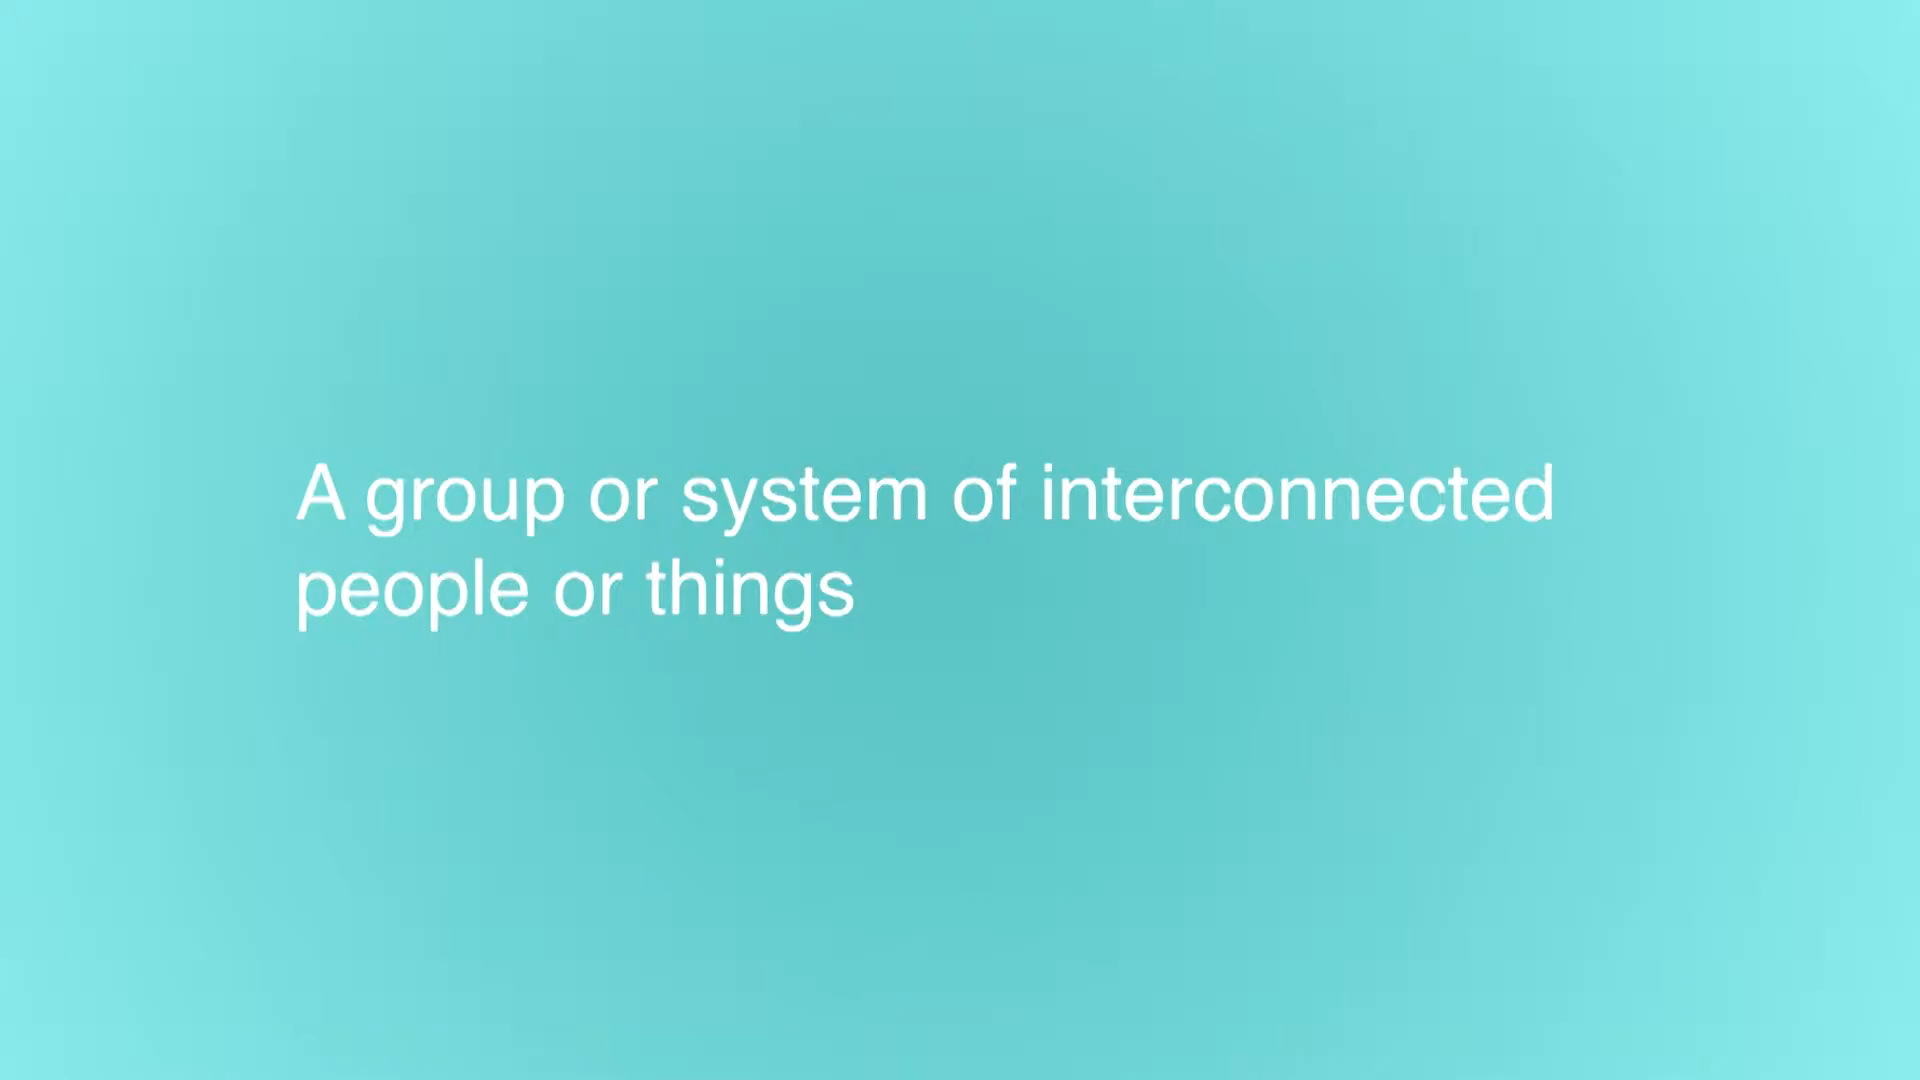 A group or system of interconnected
people or things